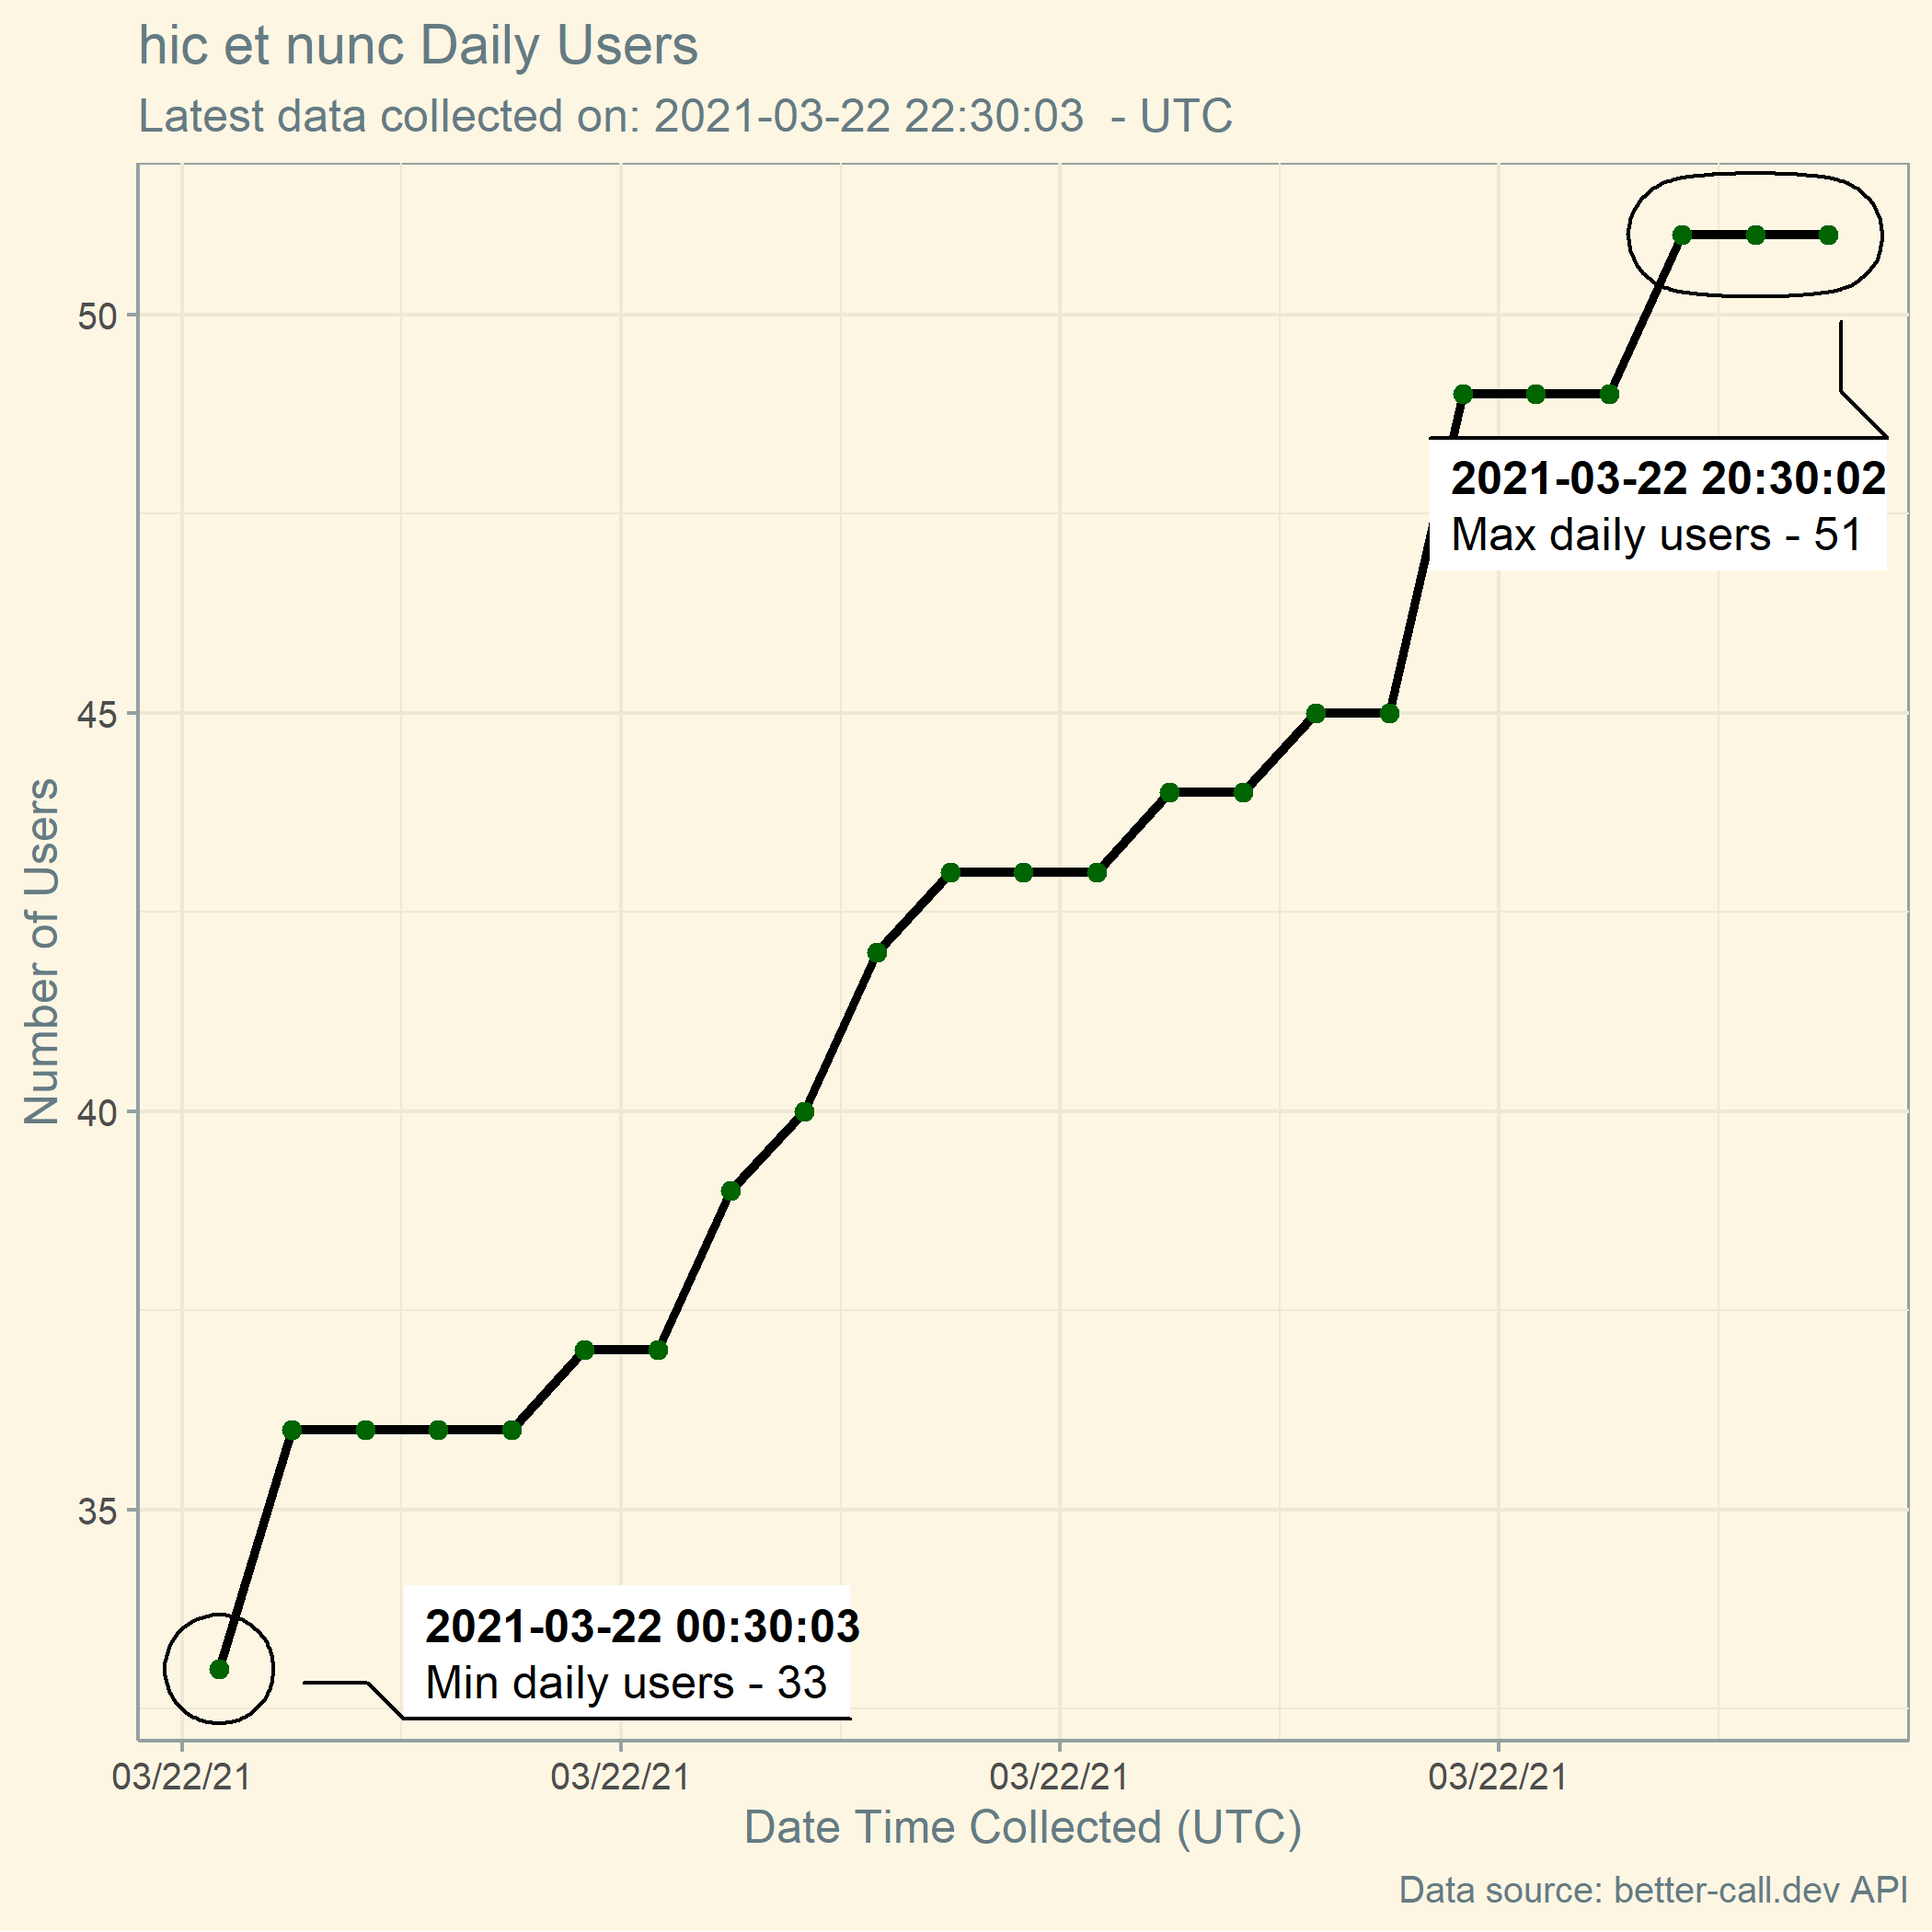 hic et nunc Daily Users
Latest data collected on: 2021-03-22 22:30:03  - UTC
50
2021-03-22 20:30:02
Max daily users - 51
45
Number of Users
40
35
2021-03-22 00:30:03
Min daily users - 33
03/22/21 03/22/21 03/22/21 03/22/21
Date Time Collected (UTC)
Data source: better-call.dev API